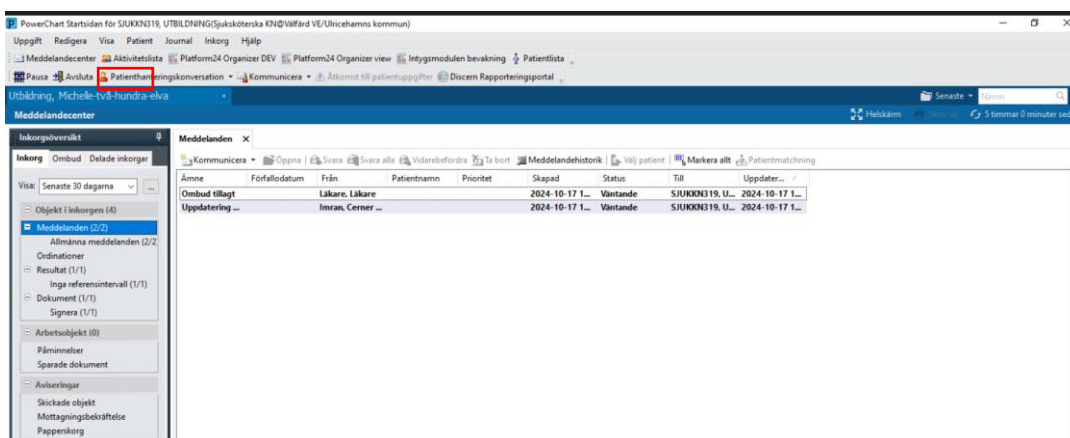 PowerChart Startsidan för SJUKKN319, UTBILDNING(Sjuksköterska KN@Välfärd VE/Ulricehamns kommun)
Uppgift Redigera Visa Patient Journal Inkorg Hjälp
Meddelandecenter Aktivitetslista Platform24 Organizer DEV Platform24 Organizer view Intygsmodulen bevakning Patientlista
Pausa Avsluta Patienthanteringskonversation Kommunicera Åtkomst till patientuppgifter Discern Rapporteringsportal
Utbildning, Michelle-två-hundra-elva × Senaste Namn
Meddelandecenter Helskärm 5 timmar 0 minuter sed
Inkorgsöversikt
Inkorg Ombud Delade inkorgar
Visa: Senaste 30 dagarna ...
Objekt i inkorgen (4)
Meddelanden (2/2)
Allmänna meddelanden (2/2
Ordinationer
Resultat (1/1)
Inga referensintervall (1/1)
Dokument (1/1)
Signera (1/1)
Arbetsobjekt (0)
Påminnelser
Sparade dokument
Aviseringar
Skickade objekt
Mottagningsbekräftelse
Papperskorg
Meddelanden ×
Kommunicera Öppna Svara Svara alla Vidarebefordra Ta bort Meddelandehistorik Välj patient Markera allt Patientmatchning
Ämne Förfallodatum Från Patientnamn Prioritet Skapad Status Till Uppdater...
Ombud tillagt Läkare, Läkare 2024-10-17 1... Väntande SJUKKN319, U... 2024-10-17 1...
Uppdatering ... Imran, Cerner ... 2024-10-17 1... Väntande SJUKKN319, U... 2024-10-17 1...